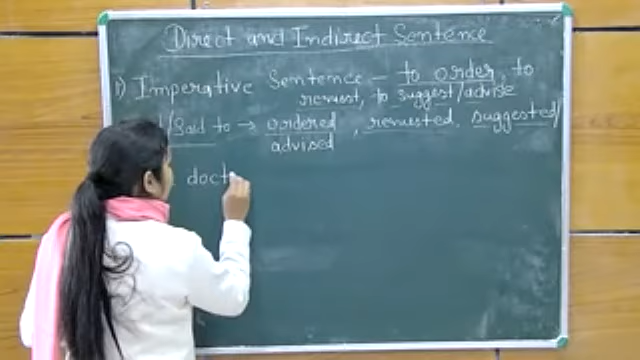 Direct and Indirect Sentence
1) Imperative Sentence – to order, to
request, to suggest/advise
/Said to → ordered, requested, suggested/
advised
doct